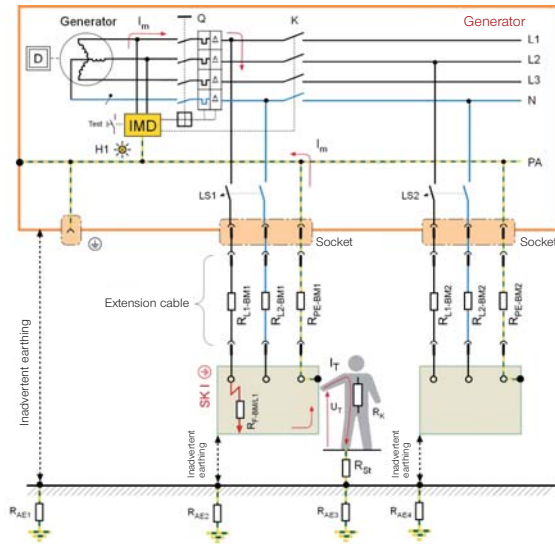 Generator
Generator
Im
Q
K
L1
L2
L3
N
D
Test
IMD
H1
Im
PA
LS1
LS2
Socket
Socket
Extension cable
RL1-BM1
RL2-BM1
RPE-BM1
RL1-BM2
RL2-BM2
RPE-BM2
Inadvertent earthing
SK I
RF-BM/L1
IT
UT
RK
RSt
Inadvertent
earthing
Inadvertent
earthing
RAE1
RAE2
RAE3
RAE4